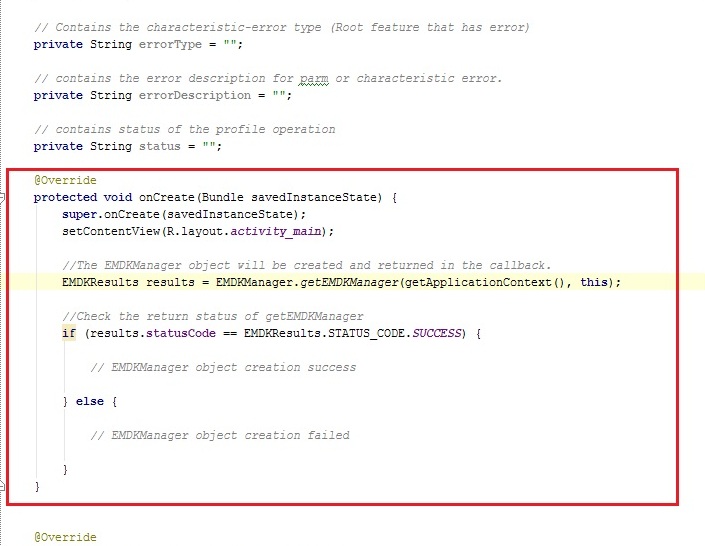 // Contains the characteristic-error type (Root feature that has error)
private String errorType = "";
// contains the error description for parm or characteristic error.
private String errorDescription = "";
// contains status of the profile operation
private String status = "";
@Override
protected void onCreate(Bundle savedInstanceState) {
super.onCreate(savedInstanceState);
setContentView(R.layout.activity_main);
//The EMDKManager object will be created and returned in the callback.
EMDKResults results = EMDKManager.getEMDKManager(getApplicationContext(), this);
//Check the return status of getEMDKManager
if (results.statusCode == EMDKResults.STATUS_CODE.SUCCESS) {
// EMDKManager object creation success
} else {
// EMDKManager object creation failed
}
}
@Override